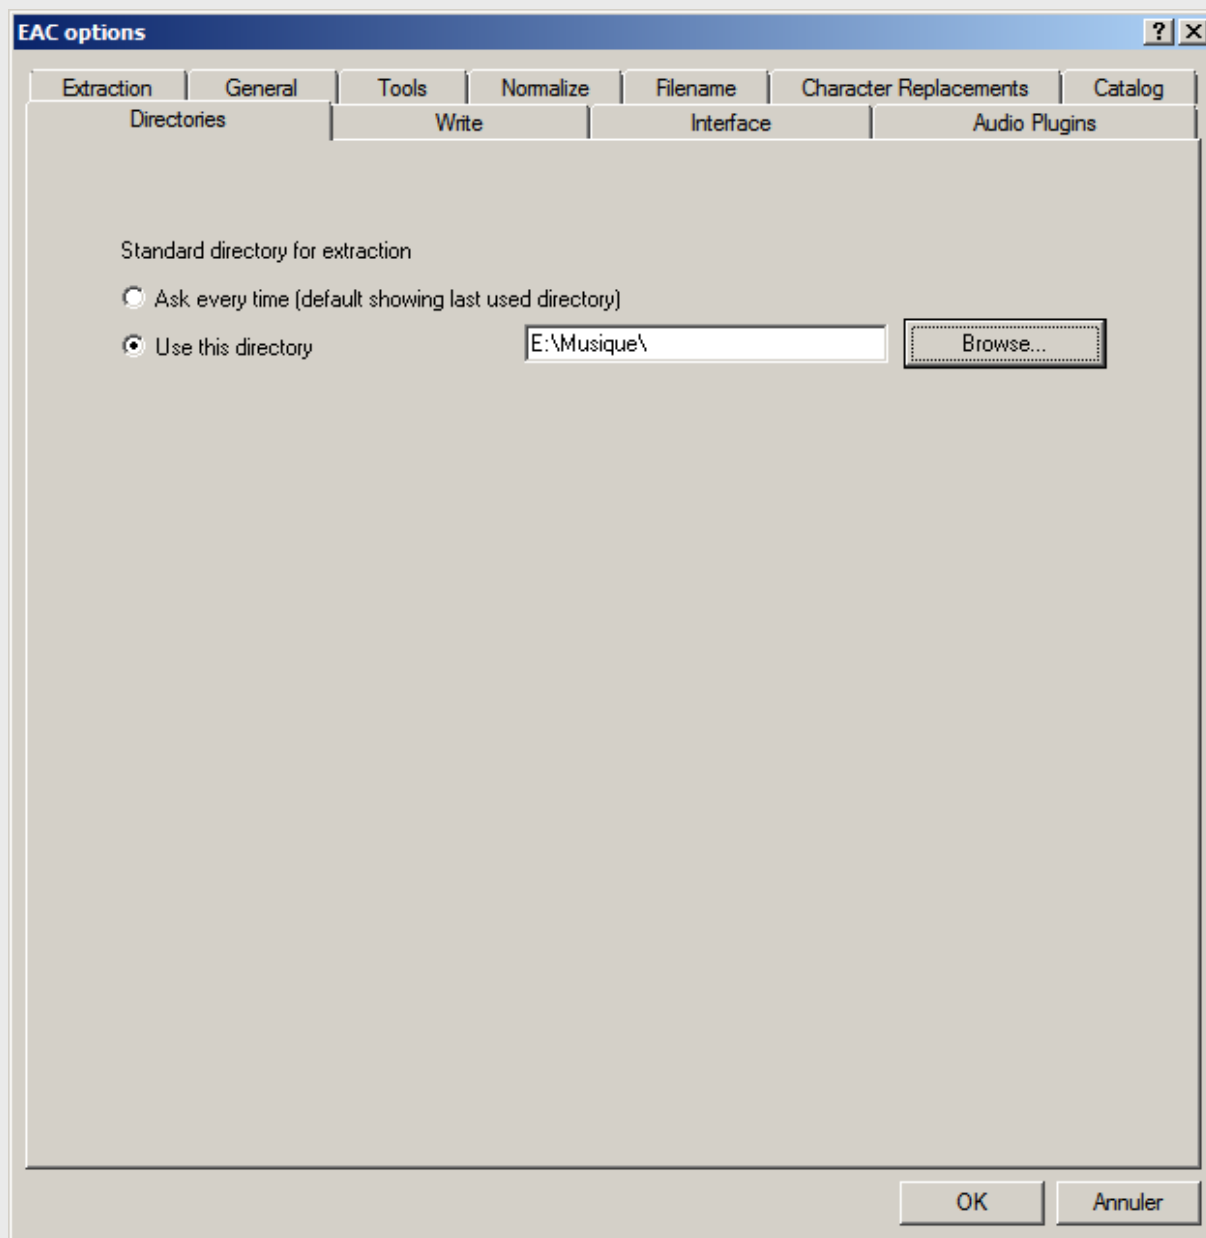 EAC options
Extraction General Tools Normalize Filename Character Replacements Catalog
Directories Write Interface Audio Plugins
Standard directory for extraction
Ask every time (default showing last used directory)
Use this directory E:\Musique\ Browse...
OK Annuler